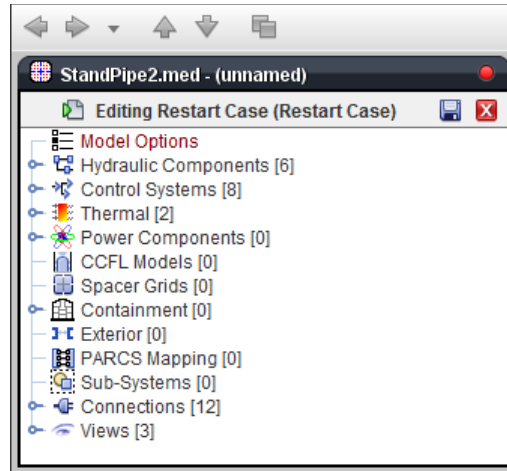 StandPipe2.med - (unnamed)
Editing Restart Case (Restart Case)
Model Options
Hydraulic Components [6]
Control Systems [8]
Thermal [2]
Power Components [0]
CCFL Models [0]
Spacer Grids [0]
Containment [0]
Exterior [0]
PARCS Mapping [0]
Sub-Systems [0]
Connections [12]
Views [3]